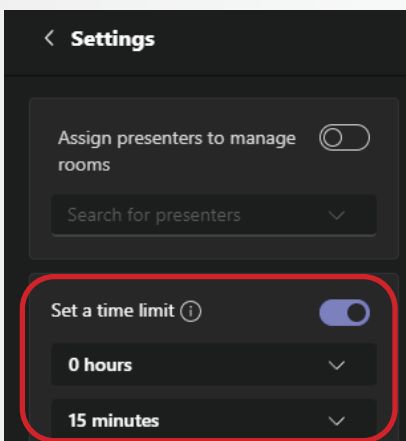 Settings
Assign presenters to manage
rooms
Search for presenters
Set a time limit
0 hours
15 minutes